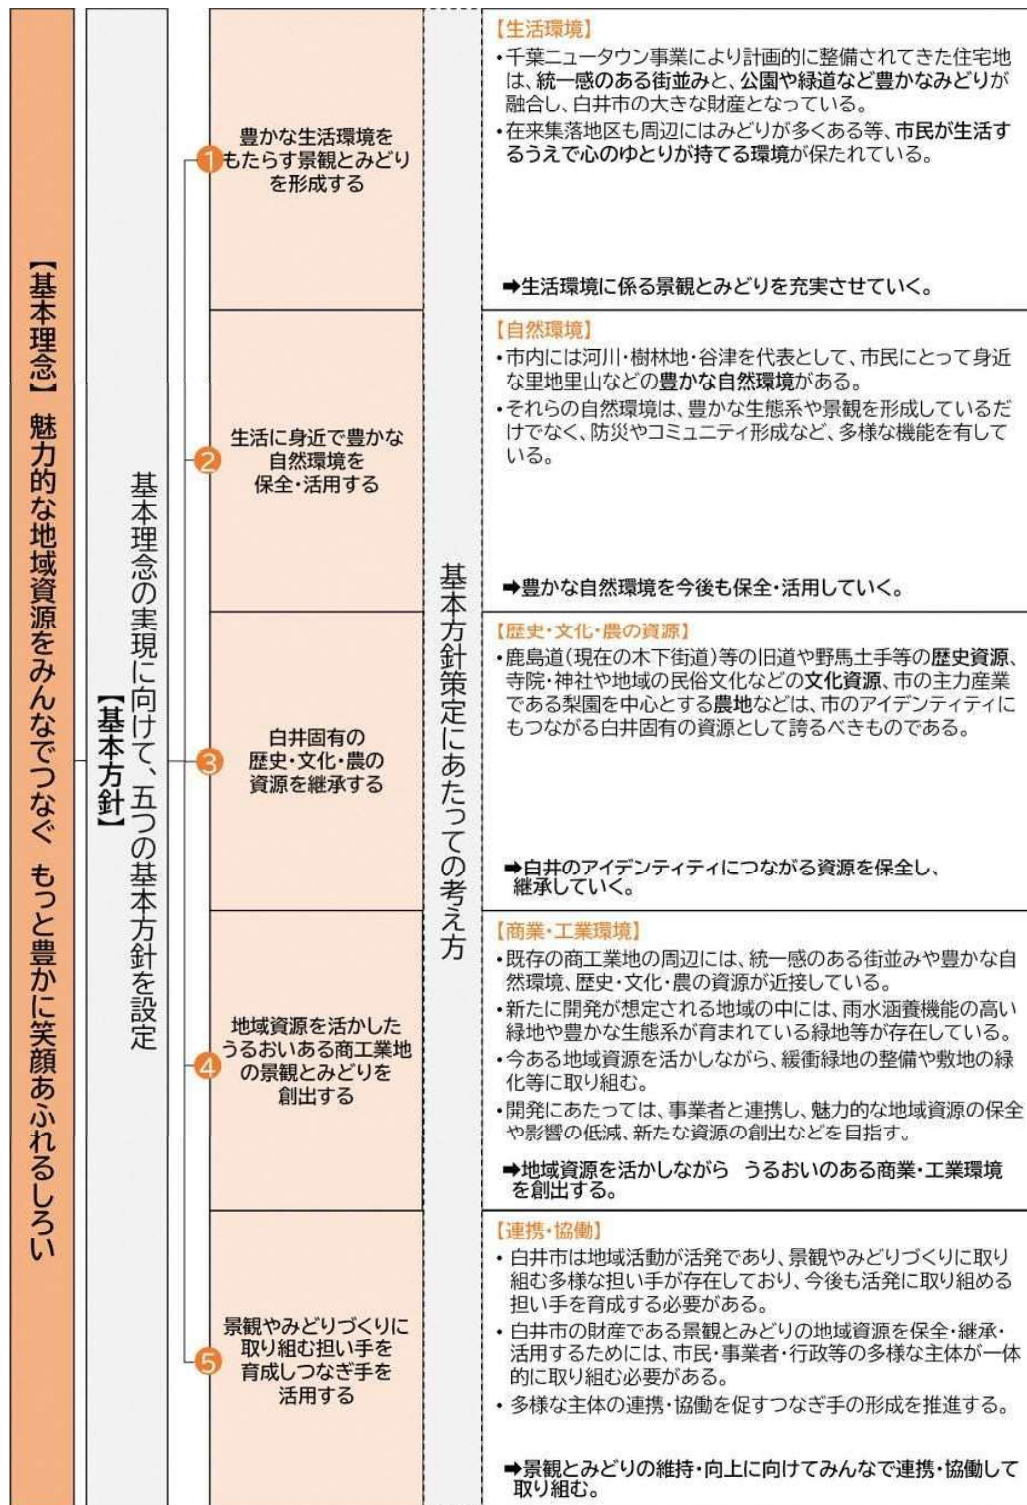 【基本理念】 魅力的な地域資源をみんなでつなぐ もっと豊かに笑顔あふれるしろい
基本理念の実現に向けて、五つの基本方針を設定
【基本方針】
1
豊かな生活環境を
もたらす景観とみどり
を形成する
2
生活に身近で豊かな
自然環境を
保全・活用する
3
白井固有の
歴史・文化・農の
資源を継承する
4
地域資源を活かした
うるおいある商工業地
の景観とみどりを
創出する
5
景観やみどりづくりに
取り組む担い手を
育成しつなぎ手を
活用する
基本方針策定にあたっての考え方
【生活環境】
・千葉ニュータウン事業により計画的に整備されてきた住宅地
は、統一感のある街並みと、公園や緑道など豊かなみどりが
融合し、白井市の大きな財産となっている。
・在来集落地区も周辺にはみどりが多くある等、市民が生活す
るうえで心のゆとりが持てる環境が保たれている。
➡生活環境に係る景観とみどりを充実させていく。
【自然環境】
・市内には河川・樹林地・谷津を代表として、市民にとって身近
な里地里山などの豊かな自然環境がある。
・それらの自然環境は、豊かな生態系や景観を形成しているだ
けでなく、防災やコミュニティ形成など、多様な機能を有して
いる。
➡豊かな自然環境を今後も保全・活用していく。
【歴史・文化・農の資源】
・鹿島道(現在の木下街道)等の旧道や野馬土手等の歴史資源、
寺院・神社や地域の民俗文化などの文化資源、市の主力産業
である梨園を中心とする農地などは、市のアイデンティティに
もつながる白井固有の資源として誇るべきものである。
➡白井のアイデンティティにつながる資源を保全し、
継承していく。
【商業・工業環境】
・既存の商工業地の周辺には、統一感のある街並みや豊かな自
然環境、歴史・文化・農の資源が近接している。
・新たに開発が想定される地域の中には、雨水涵養機能の高い
緑地や豊かな生態系が育まれている緑地等が存在している。
・今ある地域資源を活かしながら、緩衝緑地の整備や敷地の緑
化等に取り組む。
・開発にあたっては、事業者と連携し、魅力的な地域資源の保全
や影響の低減、新たな資源の創出などを目指す。
➡地域資源を活かしながら うるおいのある商業・工業環境
を創出する。
【連携・協働】
・白井市は地域活動が活発であり、景観やみどりづくりに取り
組む多様な担い手が存在しており、今後も活発に取り組める
担い手を育成する必要がある。
・白井市の財産である景観とみどりの地域資源を保全・継承・
活用するためには、市民・事業者・行政等の多様な主体が一体
的に取り組む必要がある。
・多様な主体の連携・協働を促すつなぎ手の形成を推進する。
➡景観とみどりの維持・向上に向けてみんなで連携・協働して
取り組む。